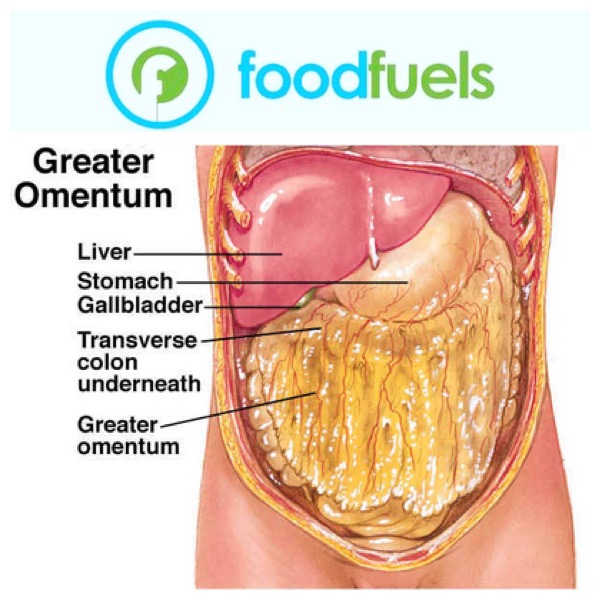 foodfuels
Greater
Omentum
Liver
Stomach
Gallbladder
Transverse
colon
underneath
Greater
omentum